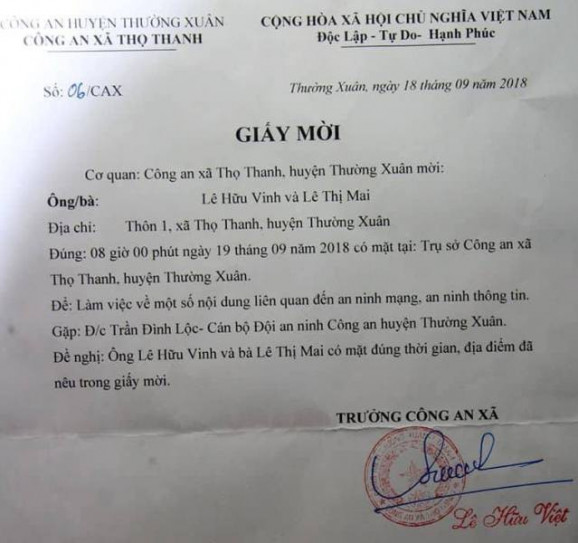 CÔNG AN HUYỆN THƯỜNG XUÂN
CÔNG AN XÃ THỌ THANH
CỘNG HÒA XÃ HỘI CHỦ NGHĨA VIỆT NAM
Độc Lập - Tự Do- Hạnh Phúc
Số: 06/CAX
Thường Xuân, ngày 18 tháng 09 năm 2018
GIẤY MỜI
Cơ quan: Công an xã Thọ Thanh, huyện Thường Xuân mời:
Ông/bà: Lê Hữu Vinh và Lê Thị Mai
Địa chỉ: Thôn 1, xã Thọ Thanh, huyện Thường Xuân
Đúng: 08 giờ 00 phút ngày 19 tháng 09 năm 2018 có mặt tại: Trụ sở Công an xã
Thọ Thanh, huyện Thường Xuân.
Để: Làm việc về một số nội dung liên quan đến an ninh mạng, an ninh thông tin.
Gặp: Đ/c Trần Đình Lộc- Cán bộ Đội an ninh Công an huyện Thường Xuân.
Đề nghị: Ông Lê Hữu Vinh và bà Lê Thị Mai có mặt đúng thời gian, địa điểm đã
nêu trong giấy mời.
TRƯỞNG CÔNG AN XÃ
Lê Hữu Việt